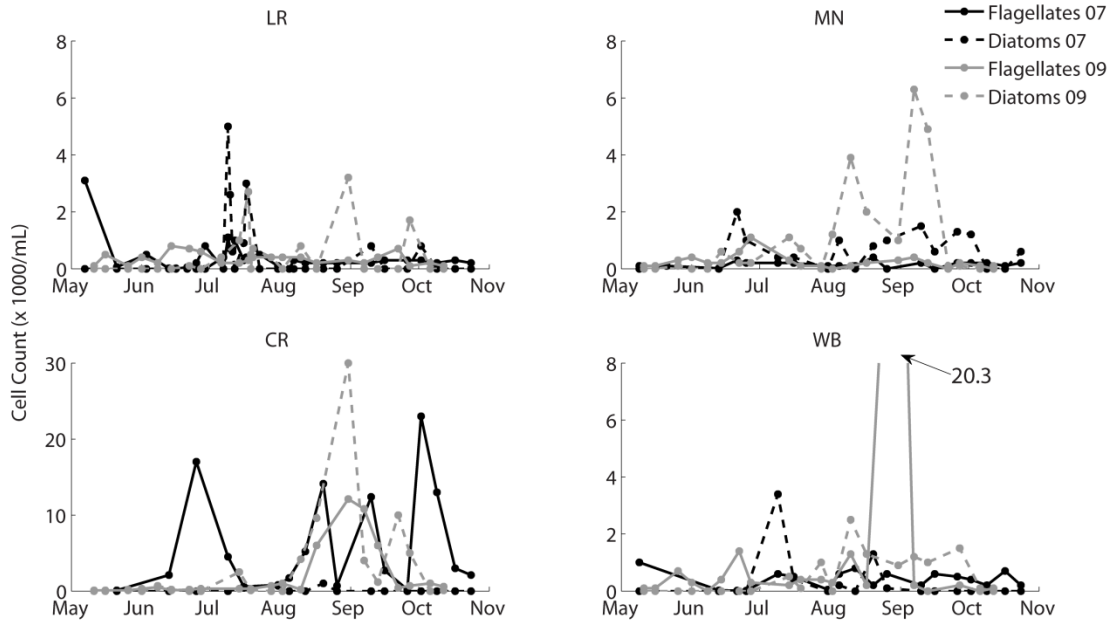 LR
MN
Flagellates 07
Diatoms 07
Flagellates 09
Diatoms 09
8
6
4
2
0
May Jun Jul Aug Sep Oct Nov
8
6
4
2
0
May Jun Jul Aug Sep Oct Nov
Cell Count (x 1000/mL)
CR
WB
30
20
10
0
May Jun Jul Aug Sep Oct Nov
8
6
4
2
0
20.3
May Jun Jul Aug Sep Oct Nov